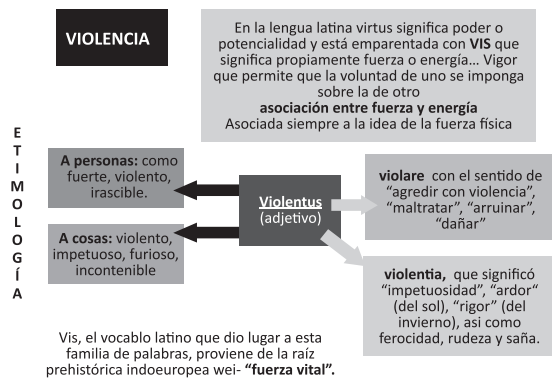 VIOLENCIA
En la lengua latina virtus significa poder o
potencialidad y está emparentada con VIS que
significa propiamente fuerza o energía... Vigor
que permite que la voluntad de uno se imponga
sobre la de otro
asociación entre fuerza y energía
Asociada siempre a la idea de la fuerza física
ETIMOLOGÍA
A personas: como
fuerte, violento,
irascible.
A cosas: violento,
impetuoso, furioso,
incontenible
Violentus
(adjetivo)
violare con el sentido de
“agredir con violencia”,
“maltratar”, “arruinar”,
“dañar”
violentia, que significó
“impetuosidad”, “ardor“
(del sol), “rigor” (del
invierno), asi como
ferocidad, rudeza y saña.
Vis, el vocablo latino que dio lugar a esta
familia de palabras, proviene de la raíz
prehistórica indoeuropea wei- “fuerza vital”.